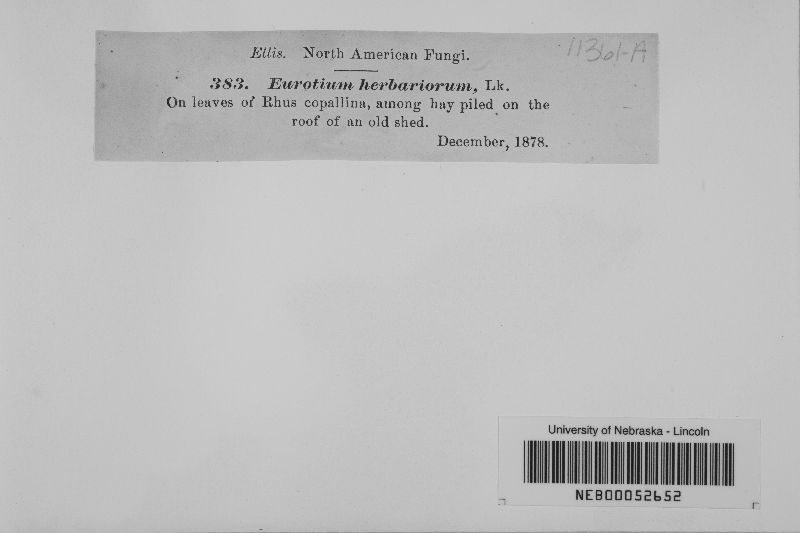 Ellis. North American Fungi.
11361-A
383. Eurotium herbariorum, Lk.
On leaves of Rhus copallina, among hay piled on the
roof of an old shed.
December, 1878.
University of Nebraska - Lincoln
NEB00052652